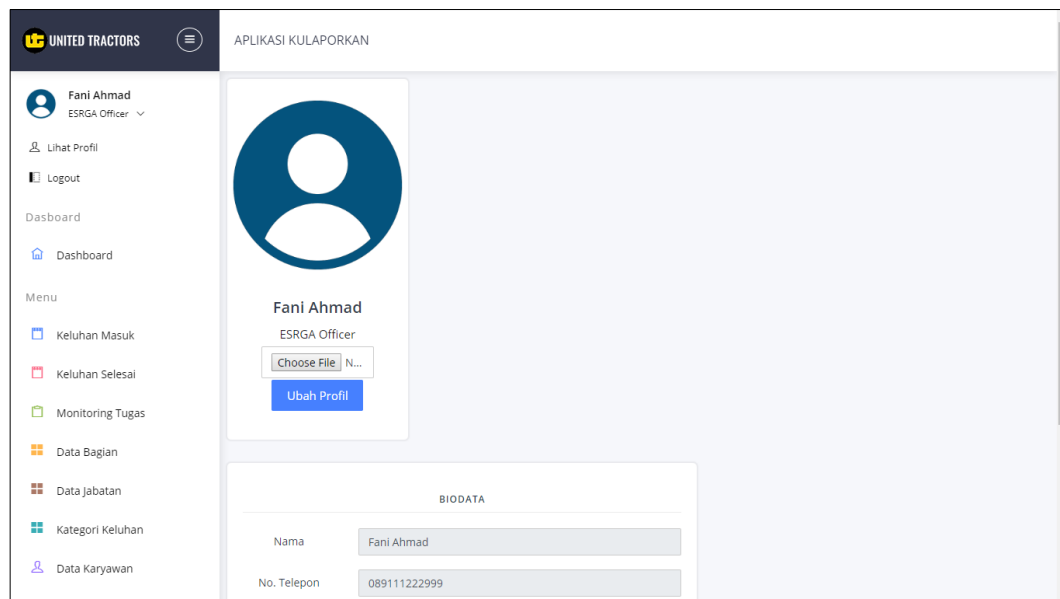 UT UNITED TRACTORS
APLIKASI KULAPORKAN
Fani Ahmad
ESRGA Officer
Lihat Profil
Logout
Dasboard
Dashboard
Menu
Keluhan Masuk
Keluhan Selesai
Monitoring Tugas
Data Bagian
Data Jabatan
Kategori Keluhan
Data Karyawan
Fani Ahmad
ESRGA Officer
Choose File N...
Ubah Profil
BIODATA
Nama Fani Ahmad
No. Telepon 089111222999